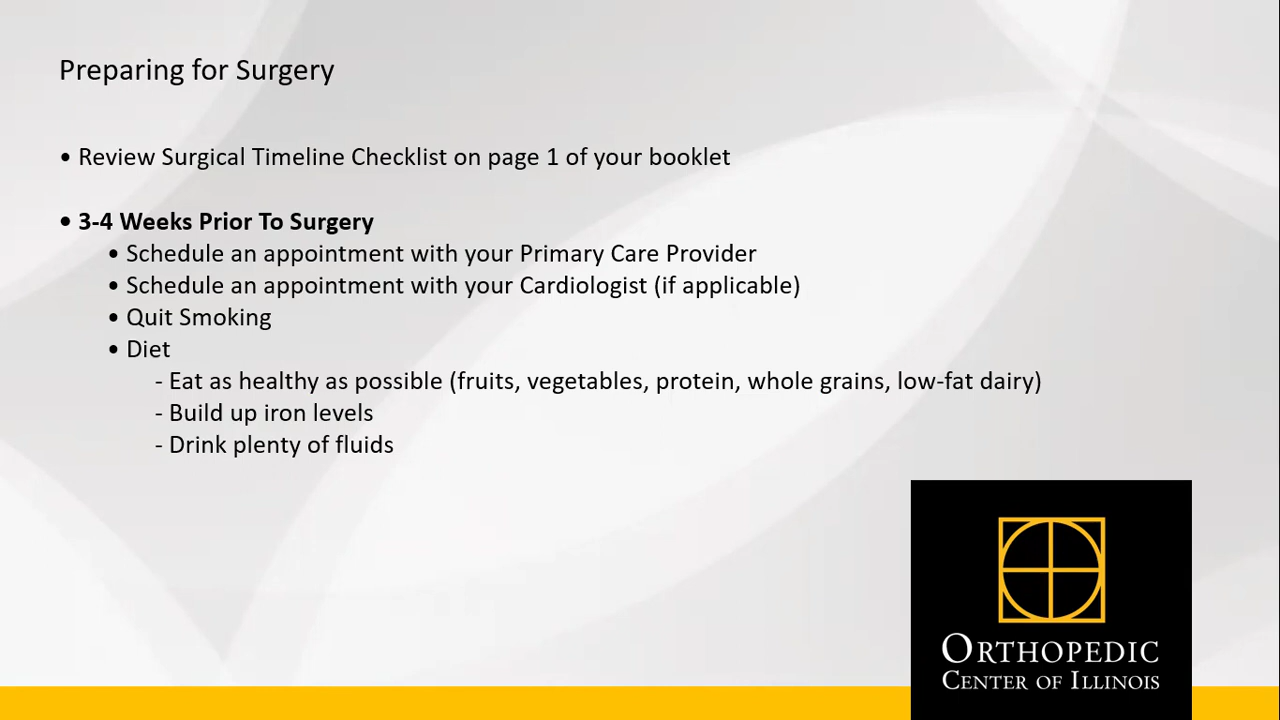 Preparing for Surgery
• Review Surgical Timeline Checklist on page 1 of your booklet
• 3-4 Weeks Prior To Surgery
• Schedule an appointment with your Primary Care Provider
• Schedule an appointment with your Cardiologist (if applicable)
• Quit Smoking
• Diet
- Eat as healthy as possible (fruits, vegetables, protein, whole grains, low-fat dairy)
- Build up iron levels
- Drink plenty of fluids
ORTHOPEDIC
CENTER OF ILLINOIS